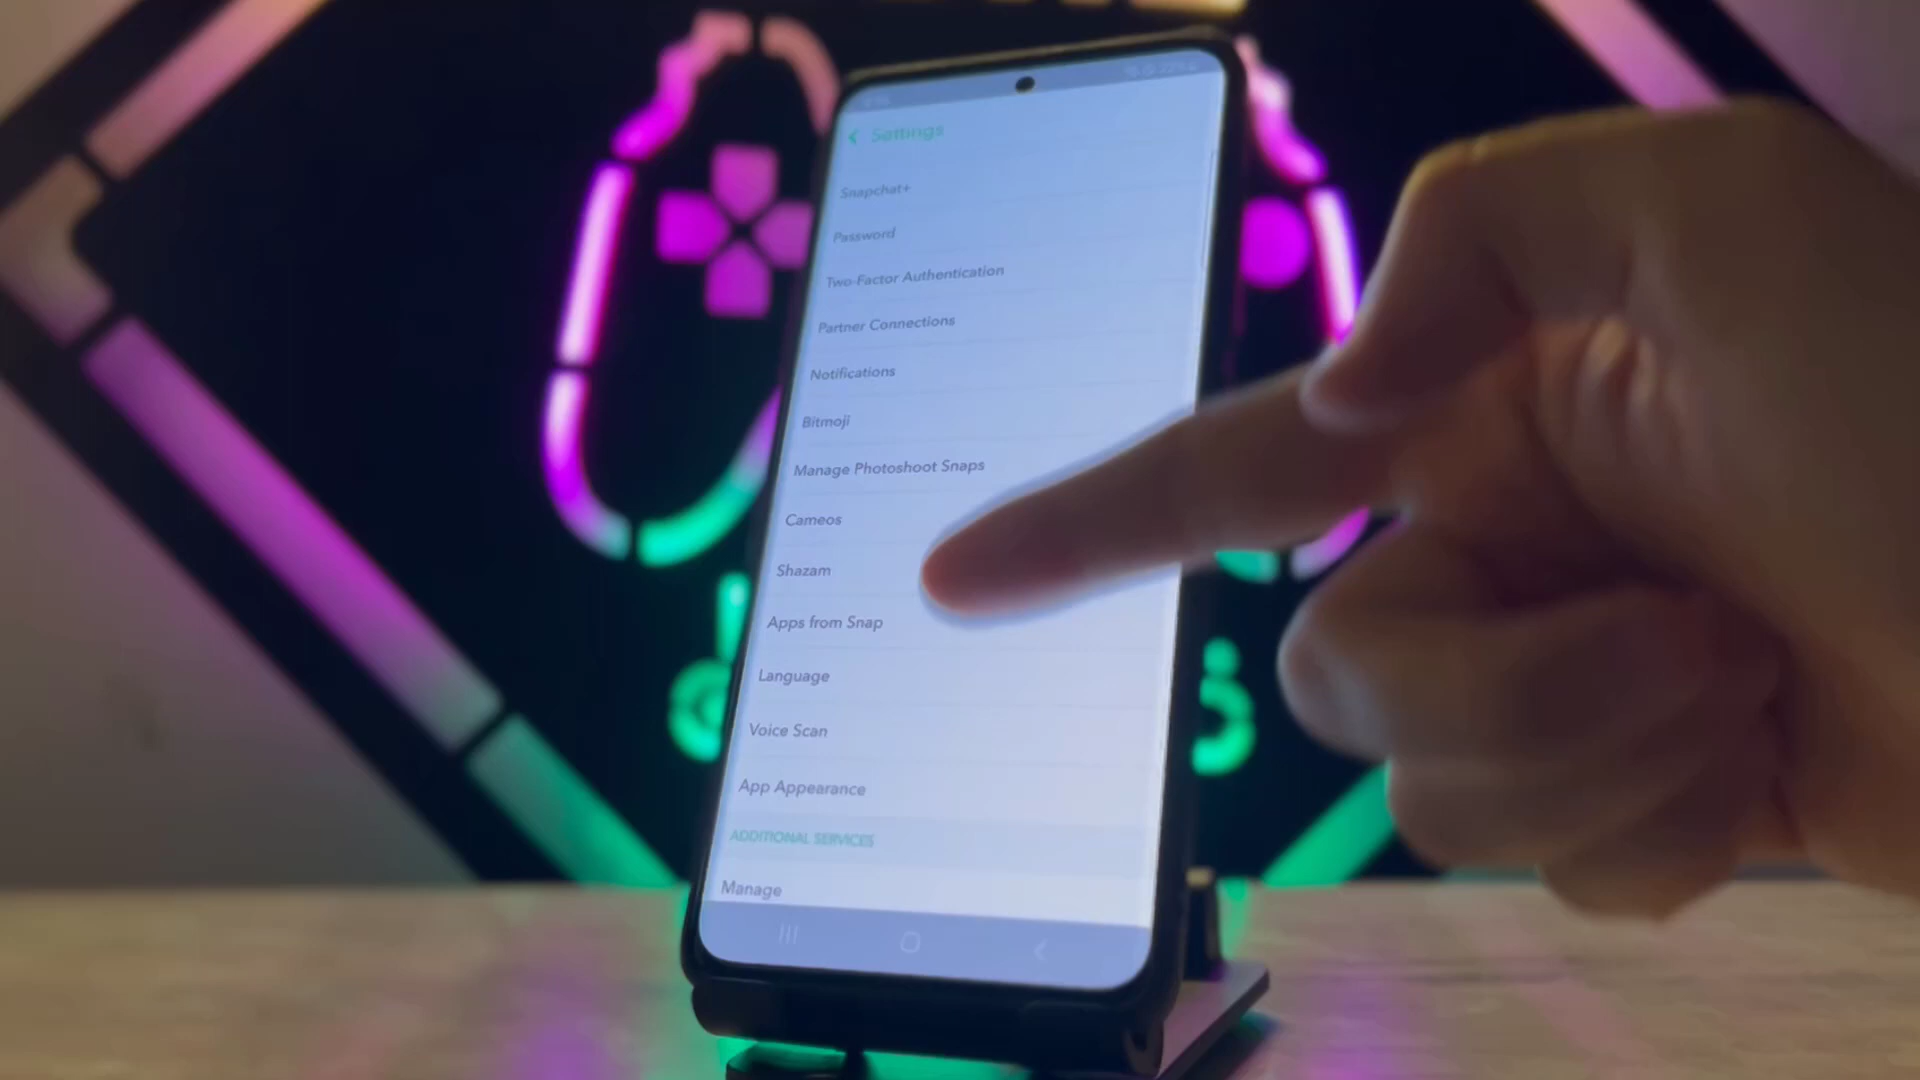 Settings
Snapchat+
Password
Two-Factor Authentication
Partner Connections
Notifications
Bitmoji
Manage Photoshoot Snaps
Cameos
Shazam
Apps from Snap
Language
Voice Scan
App Appearance
ADDITIONAL SERVICES
Manage